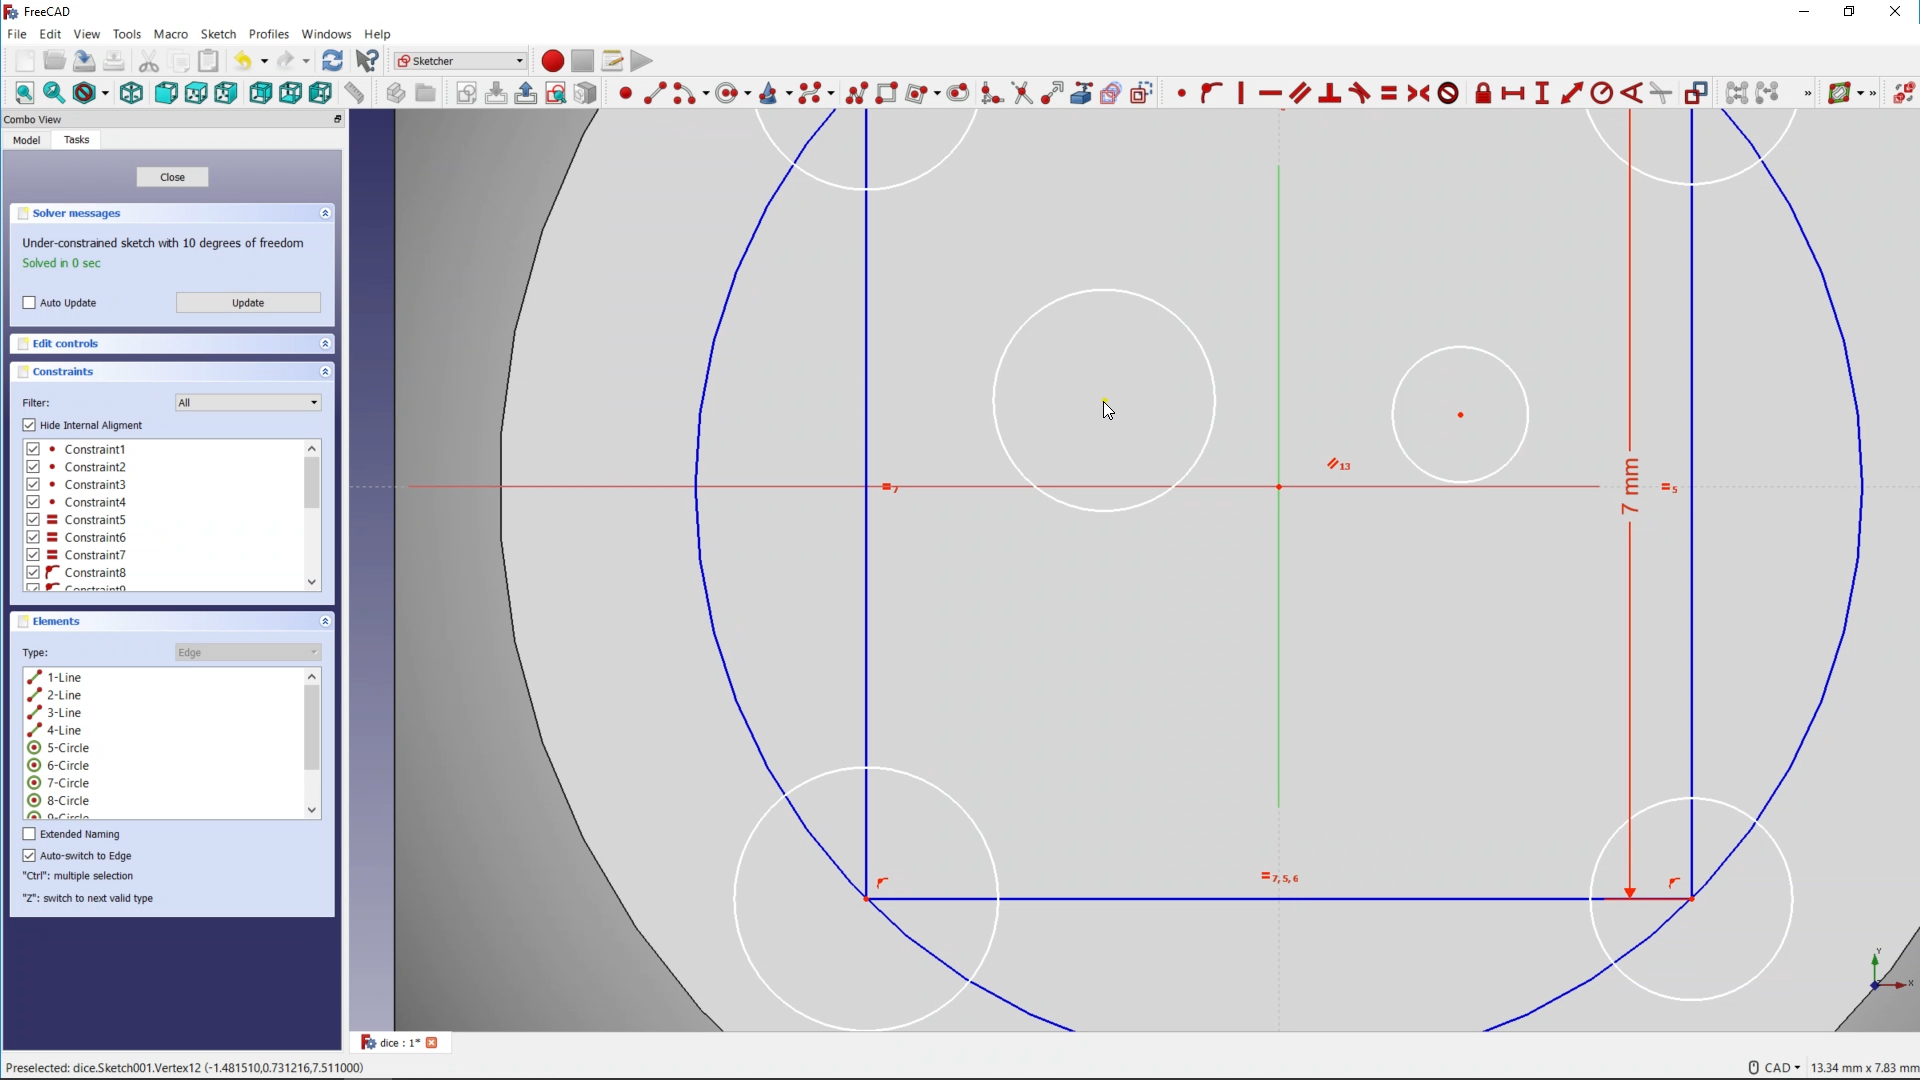 FreeCAD
File Edit View Tools Macro Sketch Profiles Windows Help
Sketcher
Combo View
Model Tasks
Close
Solver messages
Under-constrained sketch with 10 degrees of freedom
Solved in 0 sec
Auto Update Update
Edit controls
Constraints
Filter: All
Hide Internal Alignment
Constraint1
Constraint2
Constraint3
Constraint4
Constraint5
Constraint6
Constraint7
Constraint8
Constraint9
Elements
Type: Edge
1-Line
2-Line
3-Line
4-Line
5-Circle
6-Circle
7-Circle
8-Circle
9-Circle
Extended Naming
Auto-switch to Edge
"Ctrl": multiple selection
"Z": switch to next valid type
13
7
7 mm
5
7, 5, 6
Y
X
dice : 1*
Preselected: dice.Sketch001.Vertex12 (-1.481510,0.731216,7.511000)
CAD
13.34 mm x 7.83 mm